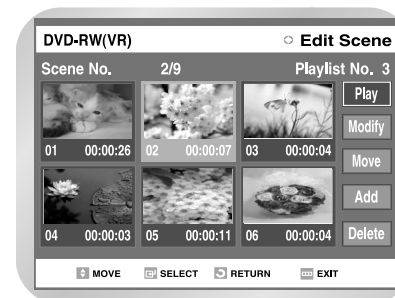 DVD-RW(VR) Edit Scene
Scene No. 2/9 Playlist No. 3
Play
Modify
Move
Add
Delete
01 00:00:26 02 00:00:07 03 00:00:04
04 00:00:03 05 00:00:11 06 00:00:04
MOVE SELECT RETURN EXIT